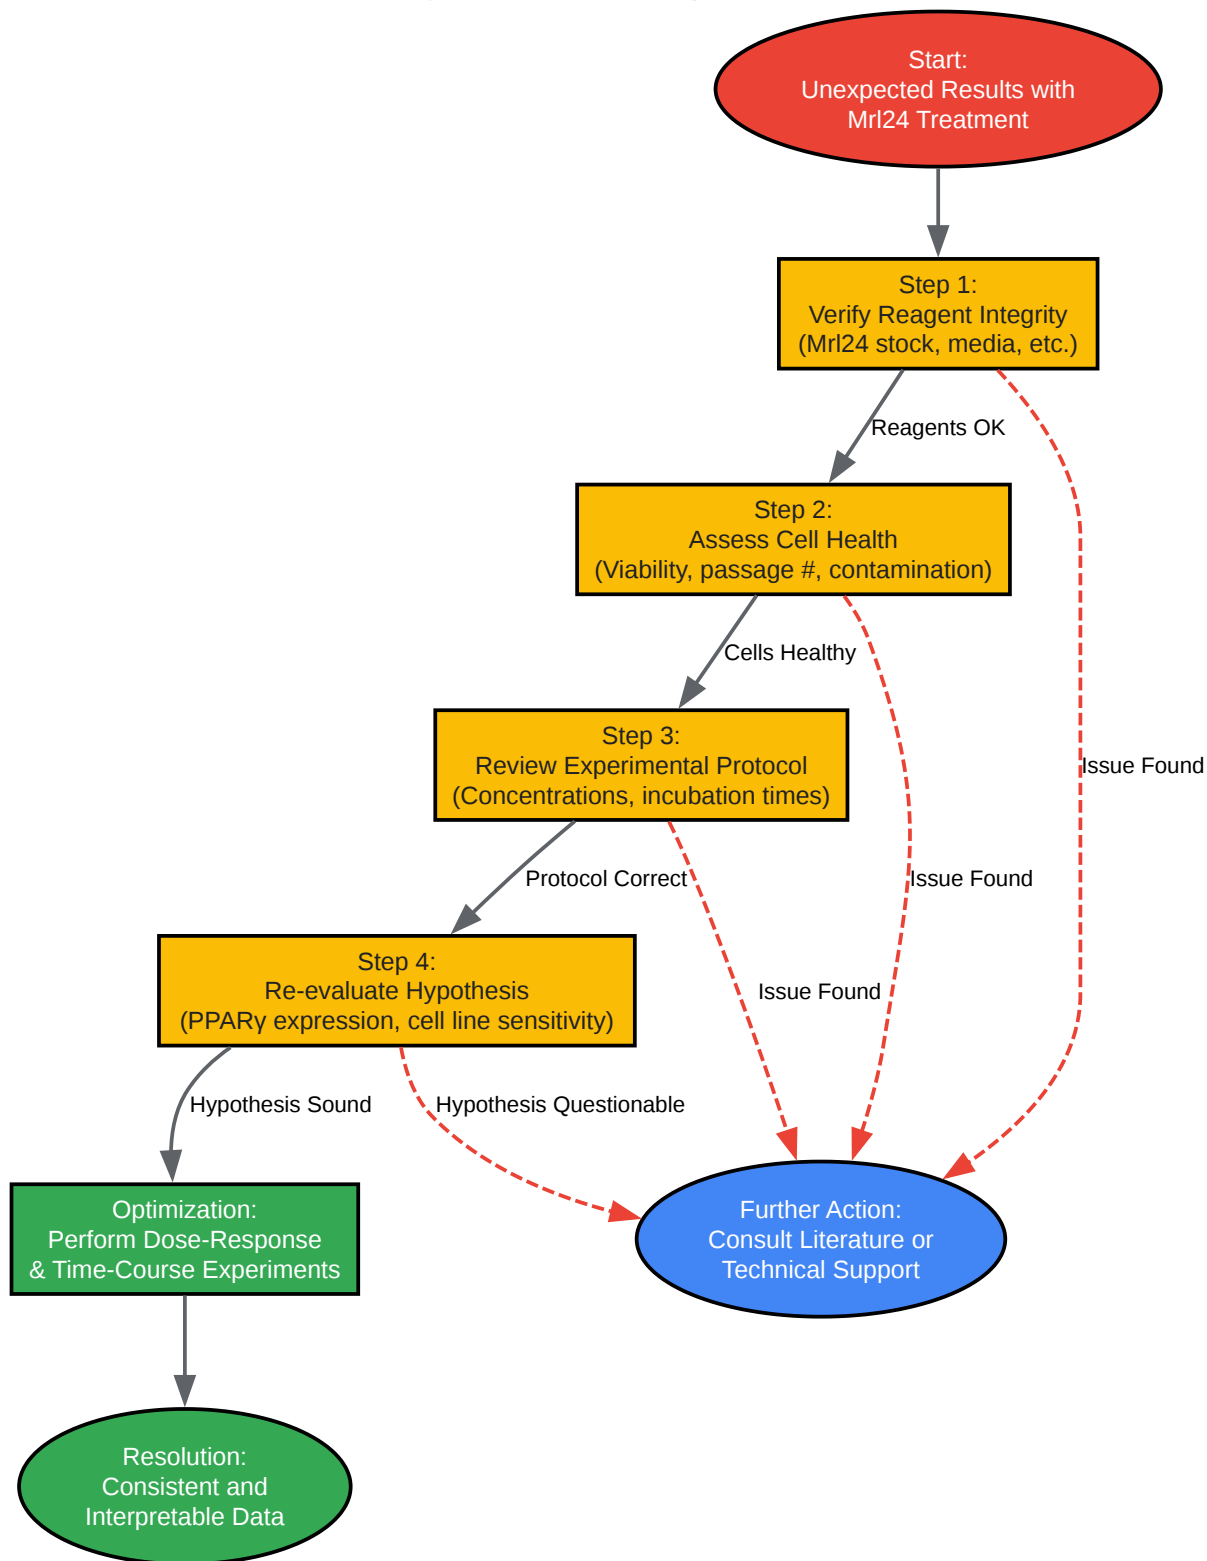 Start:
Unexpected Results with
Mrl24 Treatment
Step 1:
Verify Reagent Integrity
(Mrl24 stock, media, etc.)
Reagents OK
Step 2:
Assess Cell Health
(Viability, passage #, contamination)
Cells Healthy
Step 3:
Review Experimental Protocol
(Concentrations, incubation times)
Issue Found
Protocol Correct
Issue Found
Step 4:
Re-evaluate Hypothesis
(PPARγ expression, cell line sensitivity)
Issue Found
Hypothesis Sound
Hypothesis Questionable
Optimization:
Perform Dose-Response
& Time-Course Experiments
Further Action:
Consult Literature or
Technical Support
Resolution:
Consistent and
Interpretable Data